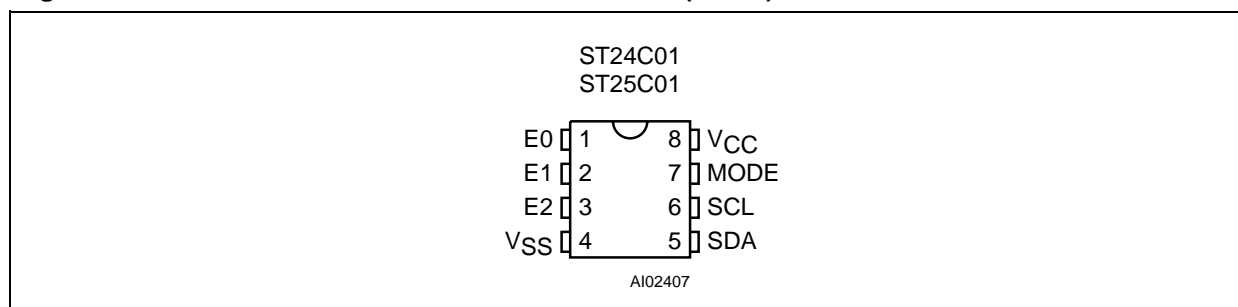 ST24C01
ST25C01
E0 1 8 VCC
E1 2 7 MODE
E2 3 6 SCL
VSS 4 5 SDA
AI02407